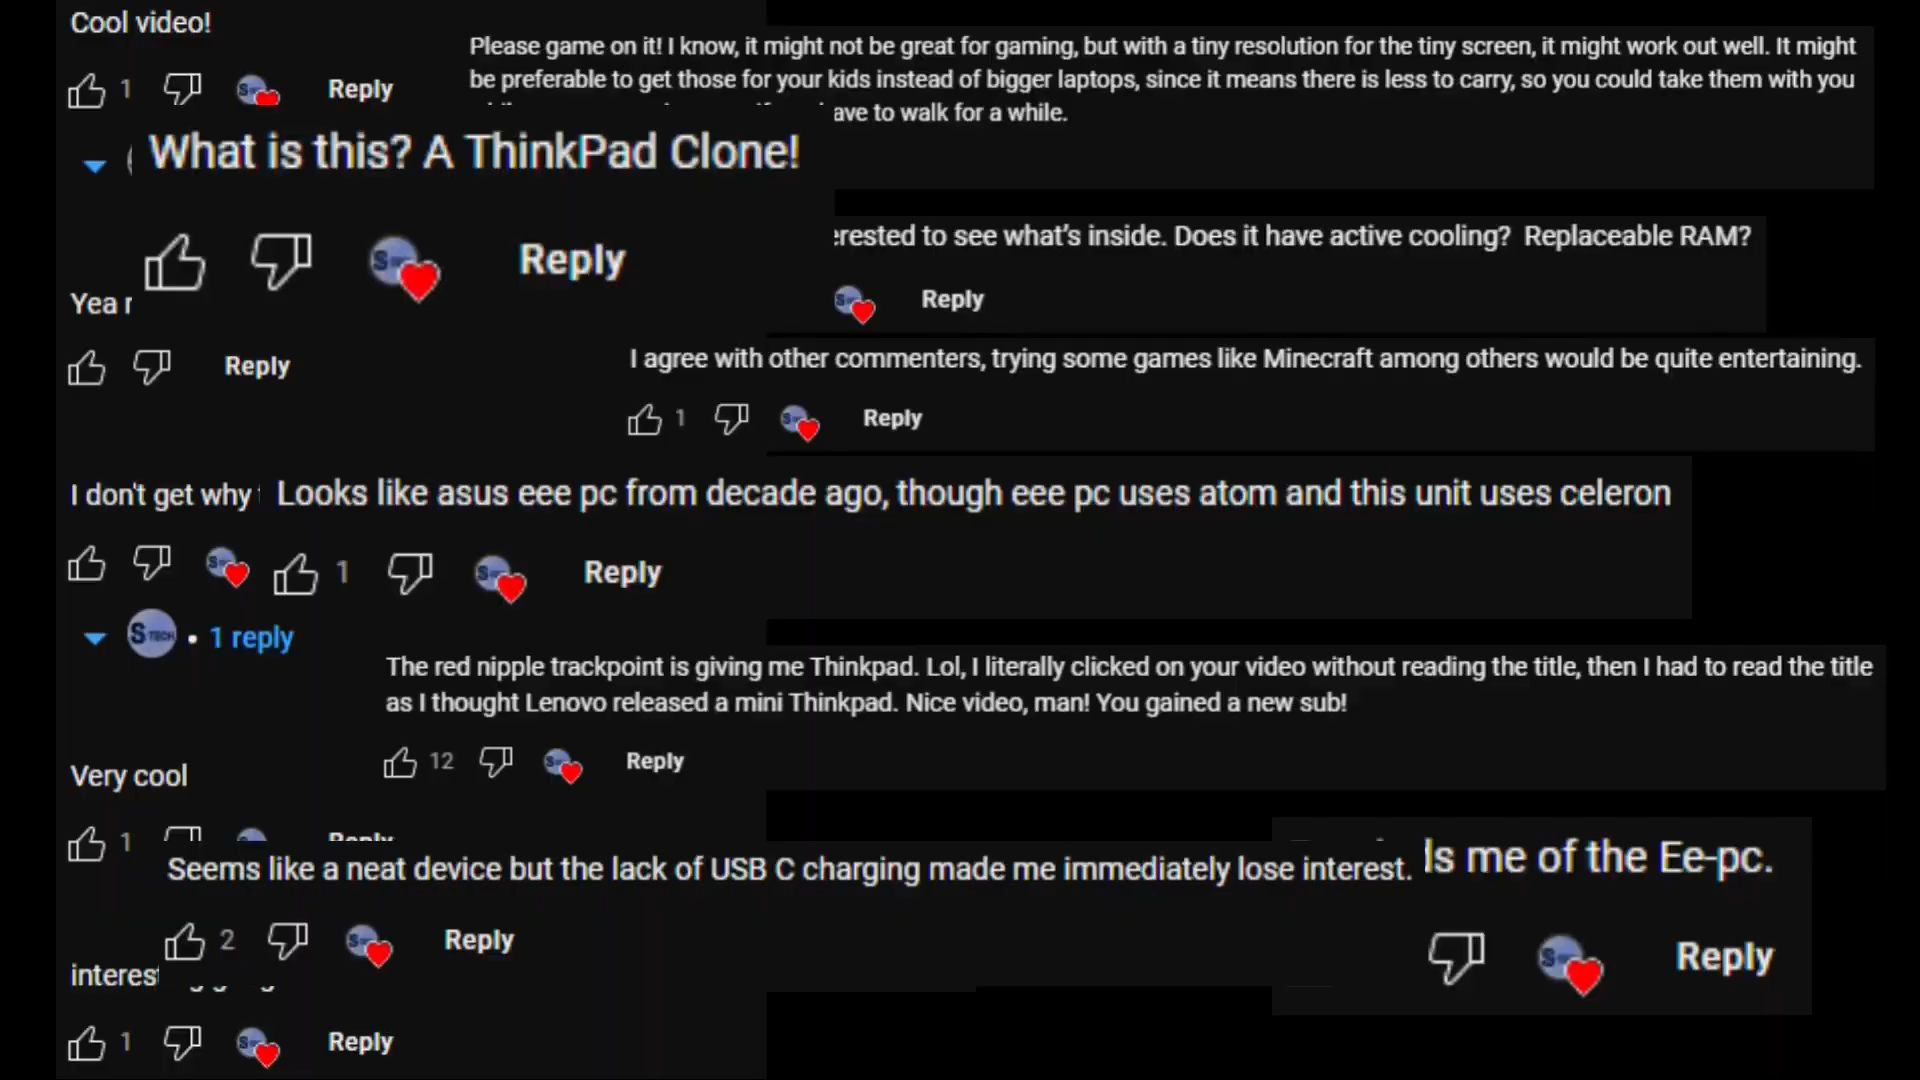 Cool video!
1 Reply
Please game on it! I know, it might not be great for gaming, but with a tiny resolution for the tiny screen, it might work out well. It might
be preferable to get those for your kids instead of bigger laptops, since it means there is less to carry, so you could take them with you
ave to walk for a while.
What is this? A ThinkPad Clone!
Reply
erested to see what's inside. Does it have active cooling? Replaceable RAM?
Reply
Yea r
Reply
I agree with other commenters, trying some games like Minecraft among others would be quite entertaining.
1 Reply
I don't get why
Looks like asus eee pc from decade ago, though eee pc uses atom and this unit uses celeron
1 Reply
S TECH • 1 reply
The red nipple trackpoint is giving me Thinkpad. Lol, I literally clicked on your video without reading the title, then I had to read the title
as I thought Lenovo released a mini Thinkpad. Nice video, man! You gained a new sub!
12 Reply
Very cool
1 Reply
Seems like a neat device but the lack of USB C charging made me immediately lose interest.
2 Reply
ls me of the Ee-pc.
Reply
interest
1 Reply